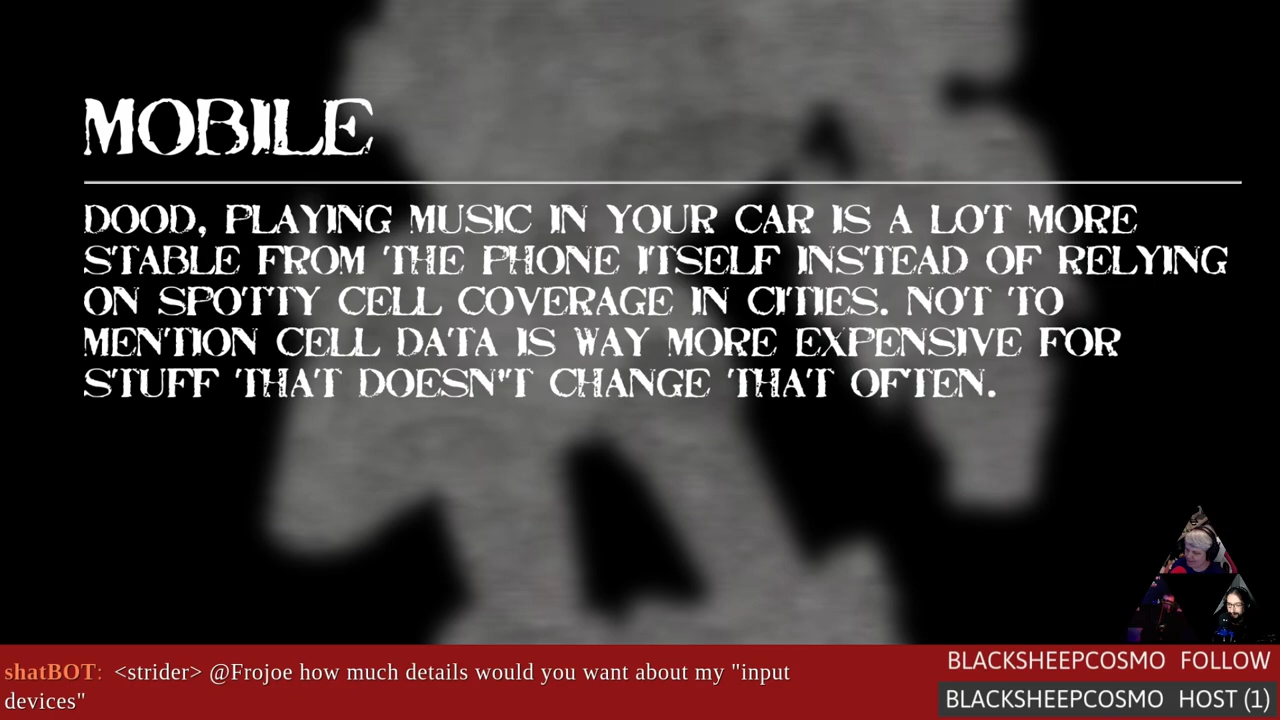 MOBILE
DOOD, PLAYING MUSIC IN YOUR CAR IS A LOT MORE
STABLE FROM THE PHONE ITSELF INSTEAD OF RELYING
ON SPOTTY CELL COVERAGE IN CITIES. NOT TO
MENTION CELL DATA IS WAY MORE EXPENSIVE FOR
STUFF THAT DOESN"T CHANGE THAT OFTEN.
shatBOT: <strider> @Frojoe how much details would you want about my "input
devices"
BLACKSHEEPCOSMO FOLLOW
BLACKSHEEPCOSMO HOST (1)